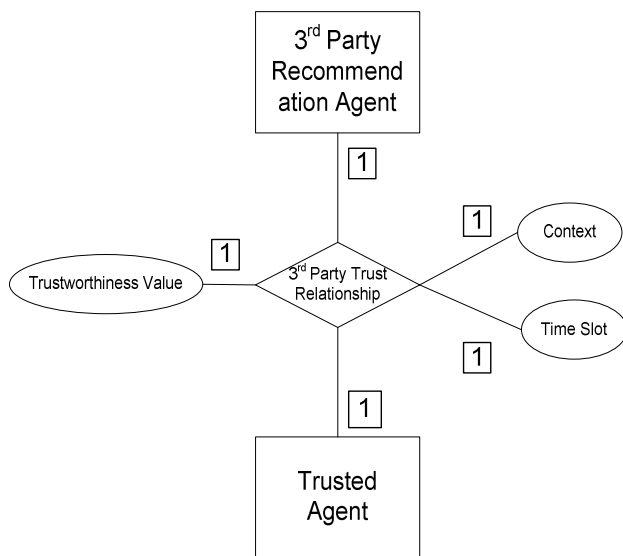 3rd Party
Recommend
ation Agent
1
1
1
Context
Trustworthiness Value
3rd Party Trust
Relationship
Time Slot
1
1
Trusted
Agent